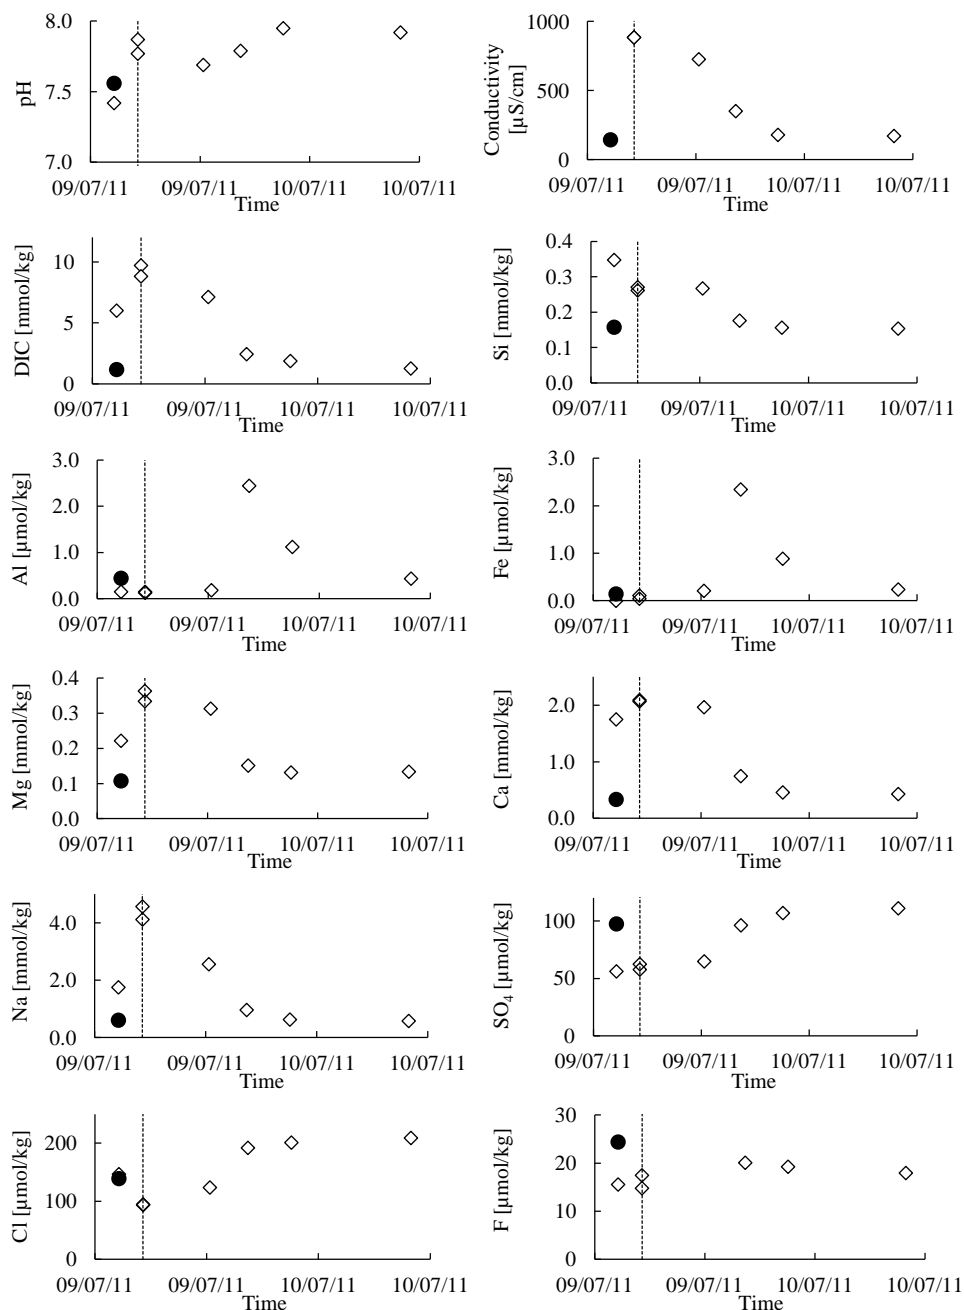 8.0
7.5
7.0
pH
09/07/11 09/07/11 10/07/11 10/07/11
Time
1000
500
0
Conductivity
[µS/cm]
09/07/11 09/07/11 10/07/11 10/07/11
Time
10
5
0
DIC [mmol/kg]
09/07/11 09/07/11 10/07/11 10/07/11
Time
0.4
0.3
0.2
0.1
0.0
Si [mmol/kg]
09/07/11 09/07/11 10/07/11 10/07/11
Time
3.0
2.0
1.0
0.0
Al [µmol/kg]
09/07/11 09/07/11 10/07/11 10/07/11
Time
3.0
2.0
1.0
0.0
Fe [µmol/kg]
09/07/11 09/07/11 10/07/11 10/07/11
Time
0.4
0.3
0.2
0.1
0.0
Mg [mmol/kg]
09/07/11 09/07/11 10/07/11 10/07/11
Time
2.0
1.0
0.0
Ca [mmol/kg]
09/07/11 09/07/11 10/07/11 10/07/11
Time
4.0
2.0
0.0
Na [mmol/kg]
09/07/11 09/07/11 10/07/11 10/07/11
Time
100
50
0
SO₄ [µmol/kg]
09/07/11 09/07/11 10/07/11 10/07/11
Time
200
100
0
Cl [µmol/kg]
09/07/11 09/07/11 10/07/11 10/07/11
Time
30
20
10
0
F [µmol/kg]
09/07/11 09/07/11 10/07/11 10/07/11
Time